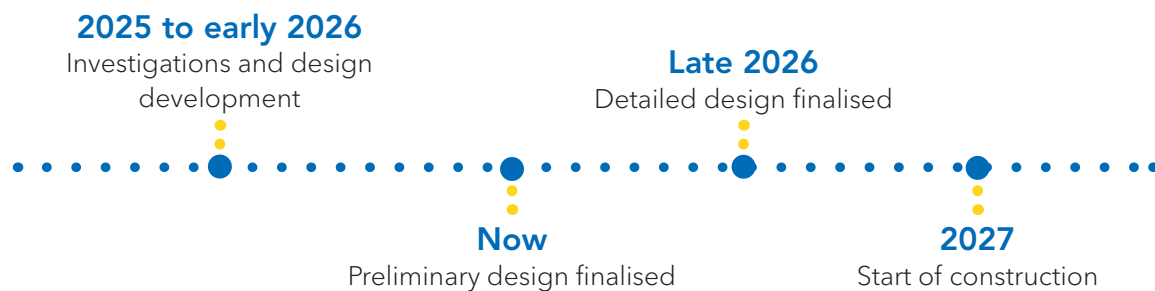 2025 to early 2026
Investigations and design
development
Now
Preliminary design finalised
Late 2026
Detailed design finalised
2027
Start of construction